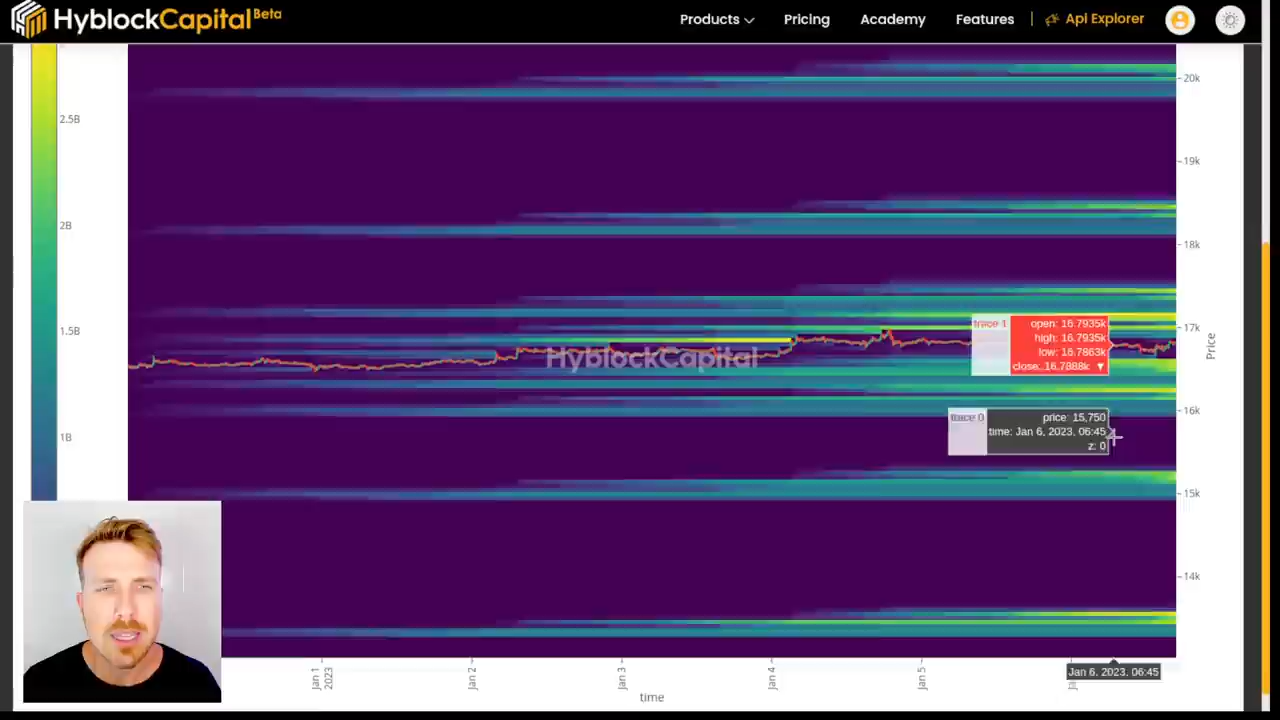 HyblockCapital Beta
Products
Pricing
Academy
Features
Api Explorer
2.5B
2B
1.5B
1B
20k
19k
18k
17k
16k
15k
14k
Price
HyblockCapital
trace 1
open: 16.7935k
high: 16.7935k
low: 16.7863k
close: 16.7888k ▼
trace 0
price: 15,750
time: Jan 6, 2023, 06:45
z: 0
Jan 1
2023
Jan 2
Jan 3
Jan 4
Jan 5
Jan 6, 2023, 06:45
time